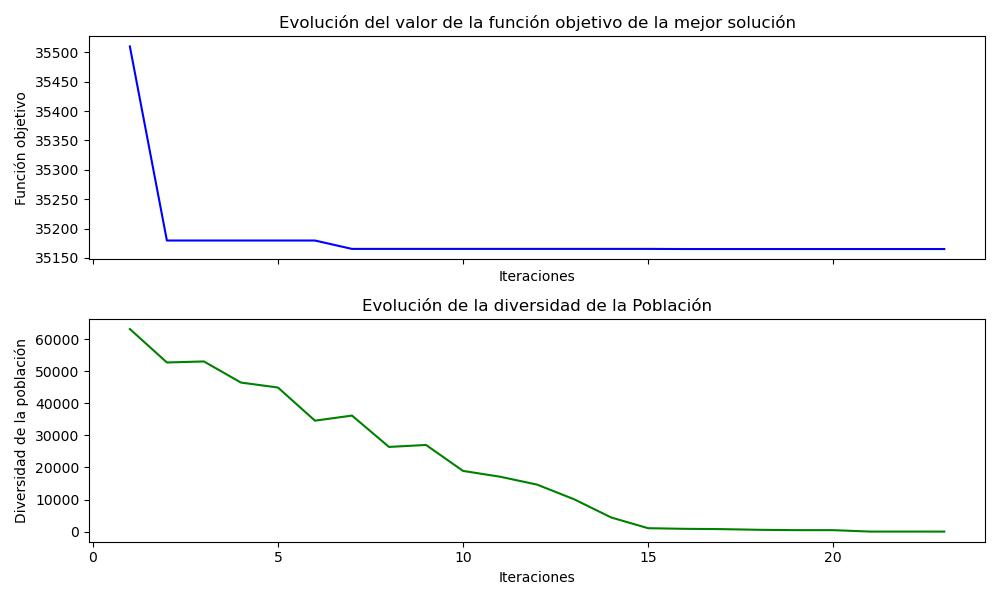 Evolución del valor de la función objetivo de la mejor solución
Función objetivo
35500
35450
35400
35350
35300
35250
35200
35150
Iteraciones
Evolución de la diversidad de la Población
Diversidad de la población
60000
50000
40000
30000
20000
10000
0
0 5 10 15 20
Iteraciones